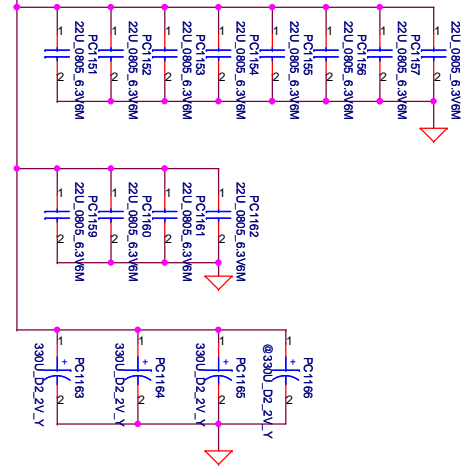 1
2
PC1151
22U_0805_6.3V6M
1
2
PC1152
22U_0805_6.3V6M
1
2
PC1153
22U_0805_6.3V6M
1
2
PC1154
22U_0805_6.3V6M
1
2
PC1155
22U_0805_6.3V6M
1
2
PC1156
22U_0805_6.3V6M
1
2
PC1157
22U_0805_6.3V6M
1
2
22U_0805_6.3V6M
1
2
PC1159
22U_0805_6.3V6M
1
2
PC1160
22U_0805_6.3V6M
1
2
PC1161
22U_0805_6.3V6M
1
2
PC1162
22U_0805_6.3V6M
1
+
2
PC1163
330U_D2_2V_Y
1
+
2
PC1164
330U_D2_2V_Y
1
+
2
PC1165
330U_D2_2V_Y
1
+
2
PC1166
@330U_D2_2V_Y